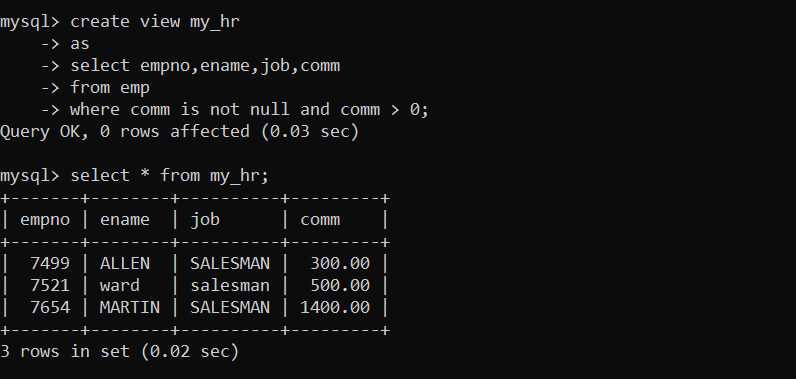 mysql> create view my_hr
    -> as
    -> select empno,ename,job,comm
    -> from emp
    -> where comm is not null and comm > 0;
Query OK, 0 rows affected (0.03 sec)

mysql> select * from my_hr;
+-------+--------+----------+---------+
| empno | ename  | job      | comm    |
+-------+--------+----------+---------+
|  7499 | ALLEN  | SALESMAN |  300.00 |
|  7521 | ward   | salesman |  500.00 |
|  7654 | MARTIN | SALESMAN | 1400.00 |
+-------+--------+----------+---------+
3 rows in set (0.02 sec)